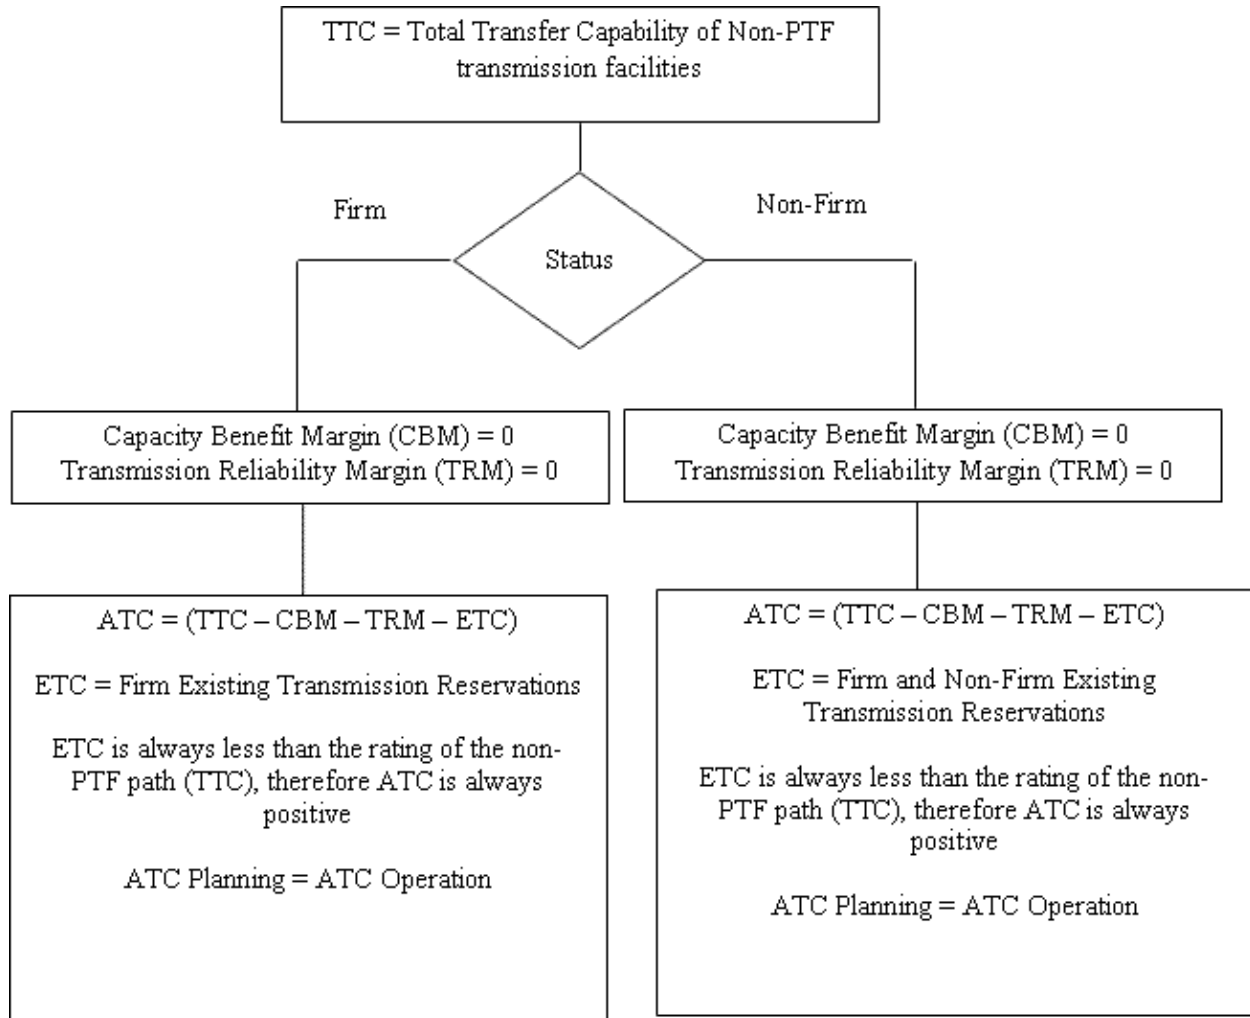 TTC = Total Transfer Capability of Non-PTF
transmission facilities
Firm
Non-Firm
Status
Capacity Benefit Margin (CBM) = 0
Transmission Reliability Margin (TRM) = 0
Capacity Benefit Margin (CBM) = 0
Transmission Reliability Margin (TRM) = 0
ATC = (TTC – CBM – TRM – ETC)
ETC = Firm Existing Transmission Reservations
ETC is always less than the rating of the non-
PTF path (TTC), therefore ATC is always
positive
ATC Planning = ATC Operation
ATC = (TTC – CBM – TRM – ETC)
ETC = Firm and Non-Firm Existing
Transmission Reservations
ETC is always less than the rating of the non-
PTF path (TTC), therefore ATC is always
positive
ATC Planning = ATC Operation